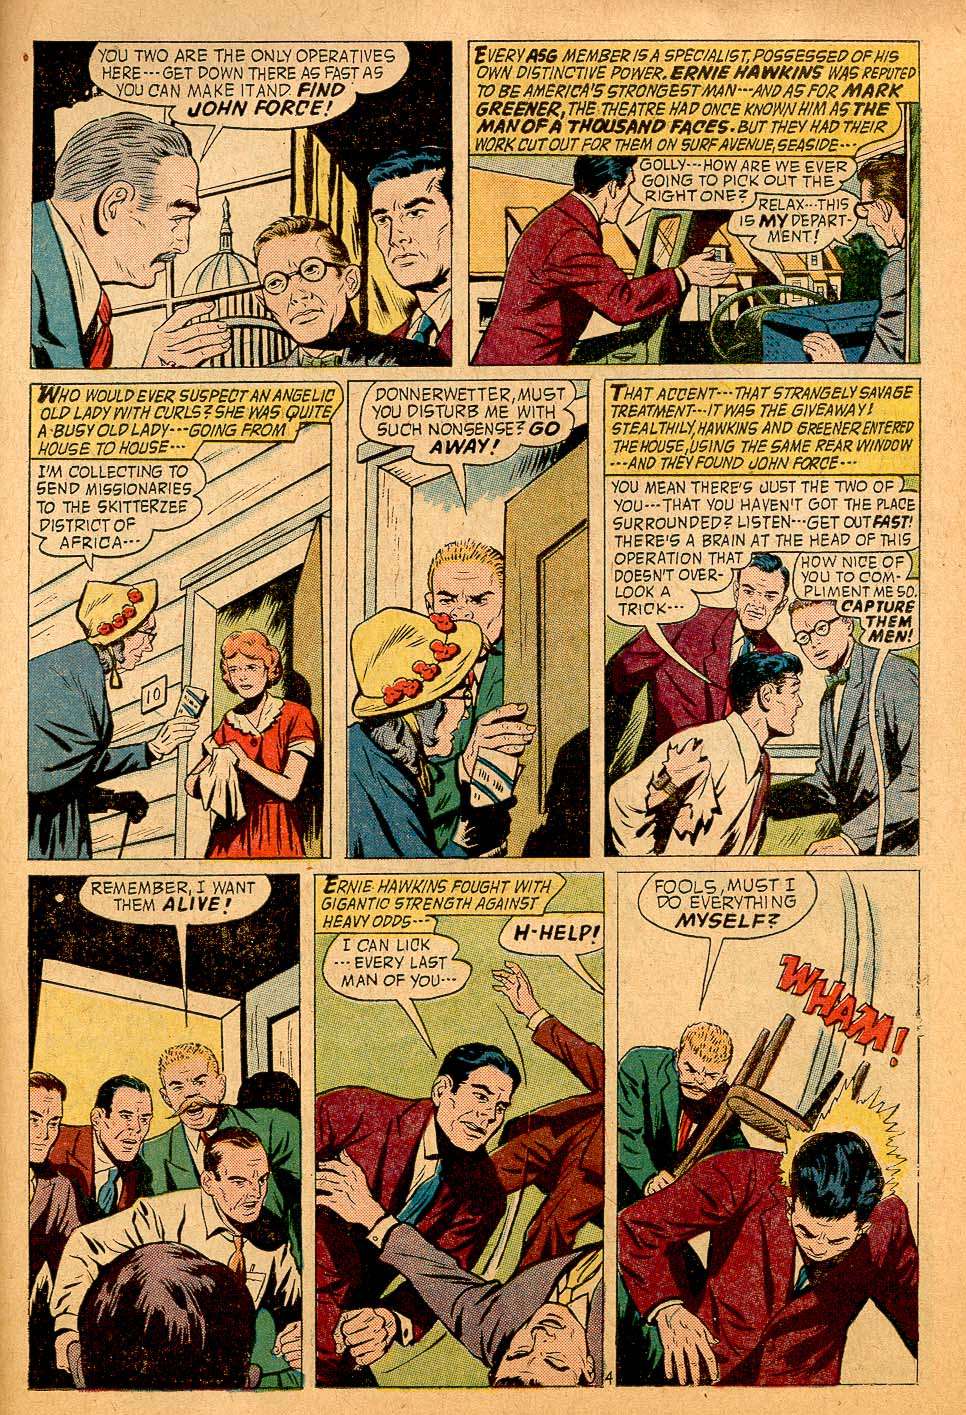 YOU TWO ARE THE ONLY OPERATIVES
HERE---GET DOWN THERE AS FAST AS
YOU CAN MAKE IT AND FIND
JOHN FORCE!
EVERY ASG MEMBER IS A SPECIALIST, POSSESSED OF HIS
OWN DISTINCTIVE POWER. ERNIE HAWKINS WAS REPUTED
TO BE AMERICA'S STRONGEST MAN---AND AS FOR MARK
GREENER, THE THEATRE HAD ONCE KNOWN HIM AS THE
MAN OF A THOUSAND FACES. BUT THEY HAD THEIR
WORK CUT OUT FOR THEM ON SURF AVENUE, SEASIDE---
GOLLY---HOW ARE WE EVER
GOING TO PICK OUT THE
RIGHT ONE?
RELAX---THIS
IS MY DEPART-
MENT!
WHO WOULD EVER SUSPECT AN ANGELIC
OLD LADY WITH CURLS? SHE WAS QUITE
A BUSY OLD LADY---GOING FROM
HOUSE TO HOUSE---
I'M COLLECTING TO
SEND MISSIONARIES
TO THE SKITTERZEE
DISTRICT OF
AFRICA---
10
DONNERWETTER, MUST
YOU DISTURB ME WITH
SUCH NONSENSE? GO
AWAY!
THAT ACCENT---THAT STRANGELY SAVAGE
TREATMENT---IT WAS THE GIVEAWAY!
STEALTHILY, HAWKINS AND GREENER ENTERED
THE HOUSE, USING THE SAME REAR WINDOW
---AND THEY FOUND JOHN FORCE---
YOU MEAN THERE'S JUST THE TWO OF
YOU---THAT YOU HAVEN'T GOT THE PLACE
SURROUNDED? LISTEN---GET OUT FAST!
THERE'S A BRAIN AT THE HEAD OF THIS
OPERATION THAT
DOESN'T OVER-
LOOK A
TRICK---
HOW NICE OF
YOU TO COM-
PLIMENT ME SO.
CAPTURE
THEM
MEN!
REMEMBER, I WANT
THEM ALIVE!
ERNIE HAWKINS FOUGHT WITH
GIGANTIC STRENGTH AGAINST
HEAVY ODDS---
I CAN LICK
---EVERY LAST
MAN OF YOU---
H-HELP!
FOOLS, MUST I
DO EVERYTHING
MYSELF?
WHAM!
4